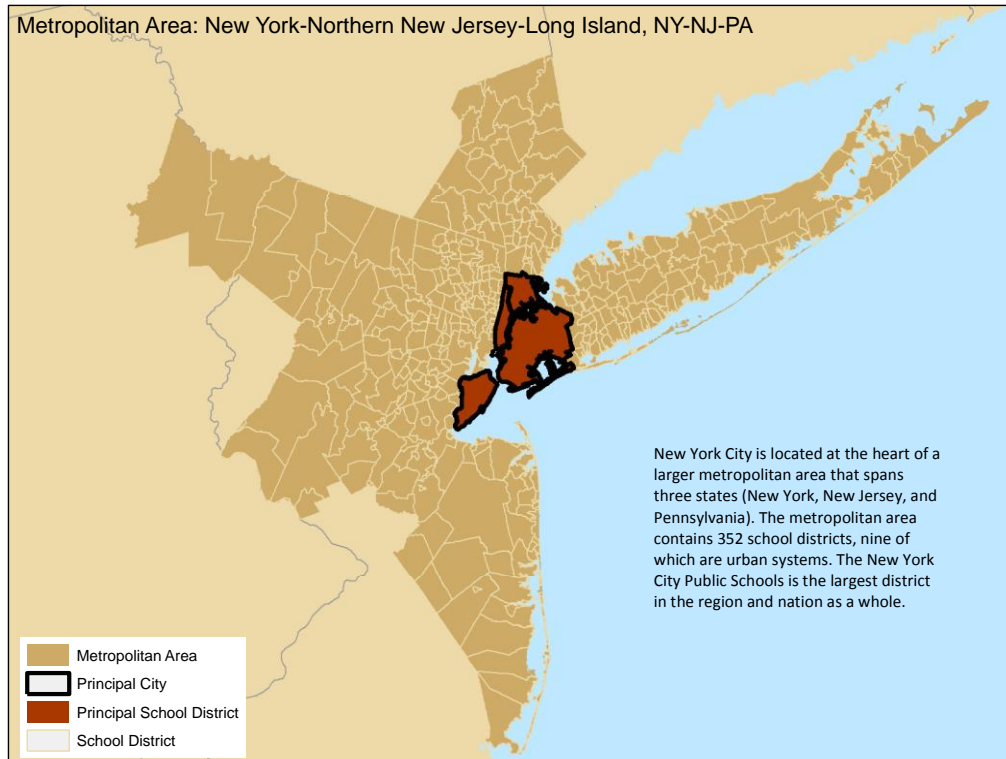 Metropolitan Area: New York-Northern New Jersey-Long Island, NY-NJ-PA
New York City is located at the heart of a
larger metropolitan area that spans
three states (New York, New Jersey, and
Pennsylvania). The metropolitan area
contains 352 school districts, nine of
which are urban systems. The New York
City Public Schools is the largest district
in the region and nation as a whole.
Metropolitan Area
Principal City
Principal School District
School District